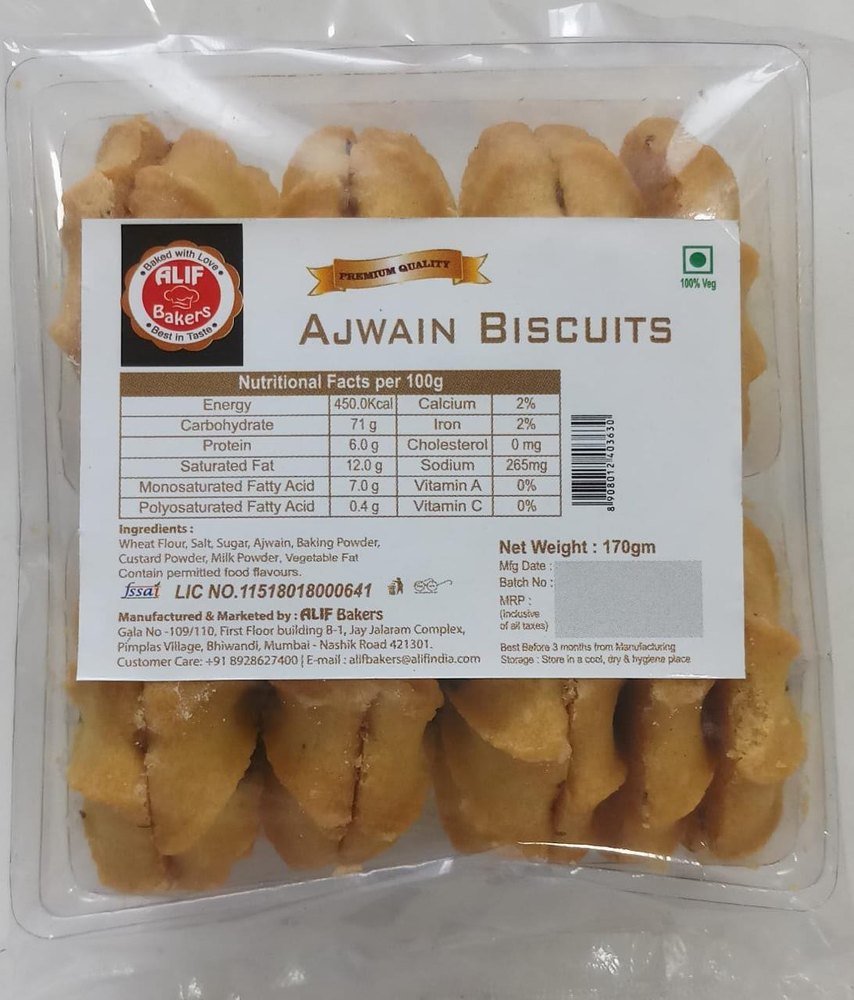 Baked with Love
ALIF
Bakers
Best in Taste
PREMIUM QUALITY
100% Veg
AJWAIN BISCUITS
Nutritional Facts per 100g
Energy 450.0Kcal Calcium 2%
Carbohydrate 71 g Iron 2%
Protein 6.0 g Cholesterol 0 mg
Saturated Fat 12.0 g Sodium 265mg
Monosaturated Fatty Acid 7.0 g Vitamin A 0%
Polyosaturated Fatty Acid 0.4 g Vitamin C 0%
8 908012 403630
Ingredients :
Wheat Flour, Salt, Sugar, Ajwain, Baking Powder,
Custard Powder, Milk Powder, Vegetable Fat
Contain permitted food flavours.
fssai LIC NO.11518018000641
Manufactured & Marketed by : ALIF Bakers
Gala No -109/110, First Floor building B-1, Jay Jalaram Complex,
Pimplas Village, Bhiwandi, Mumbai - Nashik Road 421301.
Customer Care: +91 8928627400 | E-mail : alifbakers@alifindia.com
Net Weight : 170gm
Mfg Date :
Batch No :
MRP :
(Inclusive
of all taxes)
Best Before 3 months from Manufacturing
Storage : Store in a cool, dry & hygiene place